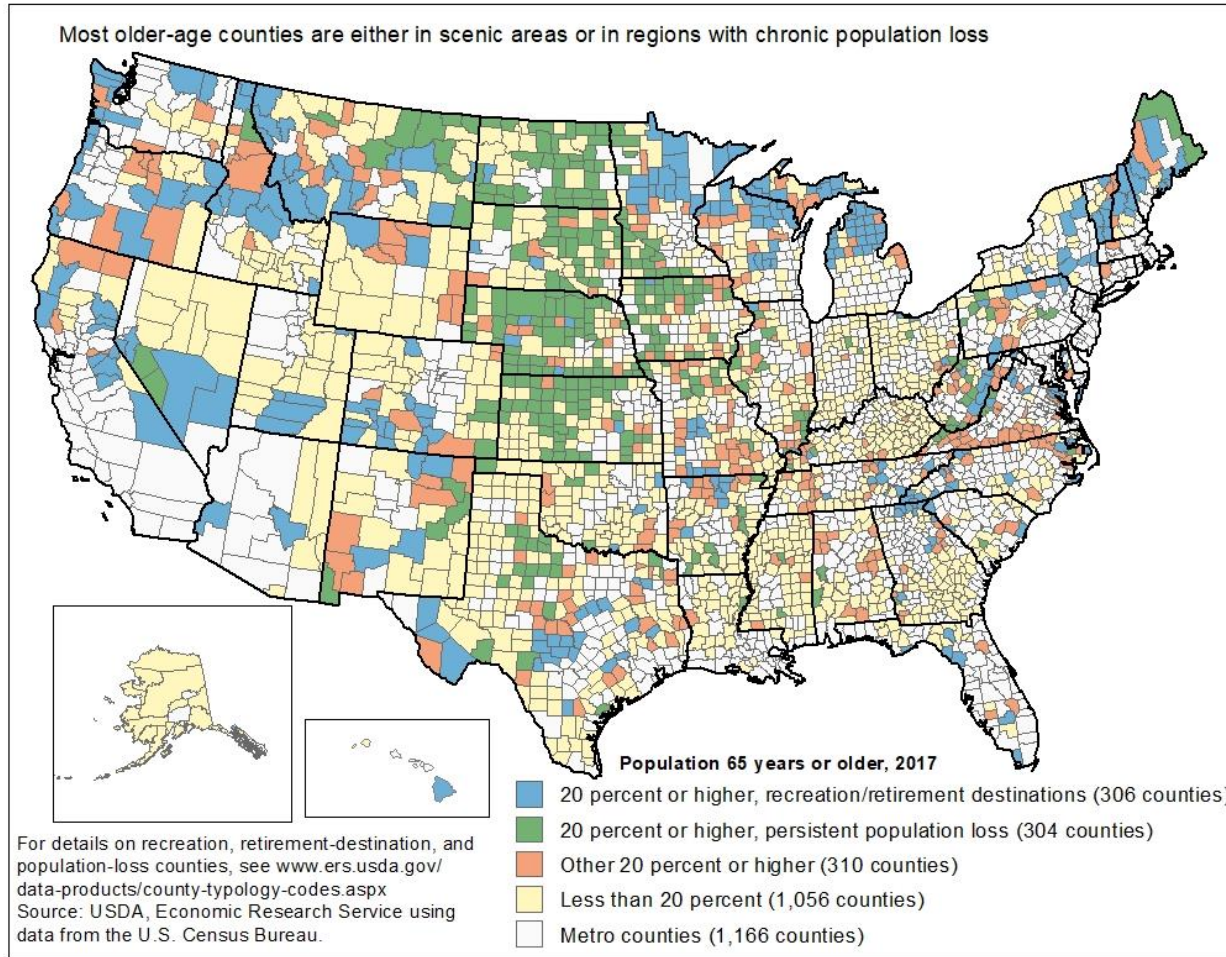 Most older-age counties are either in scenic areas or in regions with chronic population loss
Population 65 years or older, 2017
20 percent or higher, recreation/retirement destinations (306 counties)
20 percent or higher, persistent population loss (304 counties)
Other 20 percent or higher (310 counties)
Less than 20 percent (1,056 counties)
Metro counties (1,166 counties)
For details on recreation, retirement-destination, and
population-loss counties, see www.ers.usda.gov/
data-products/county-typology-codes.aspx
Source: USDA, Economic Research Service using
data from the U.S. Census Bureau.